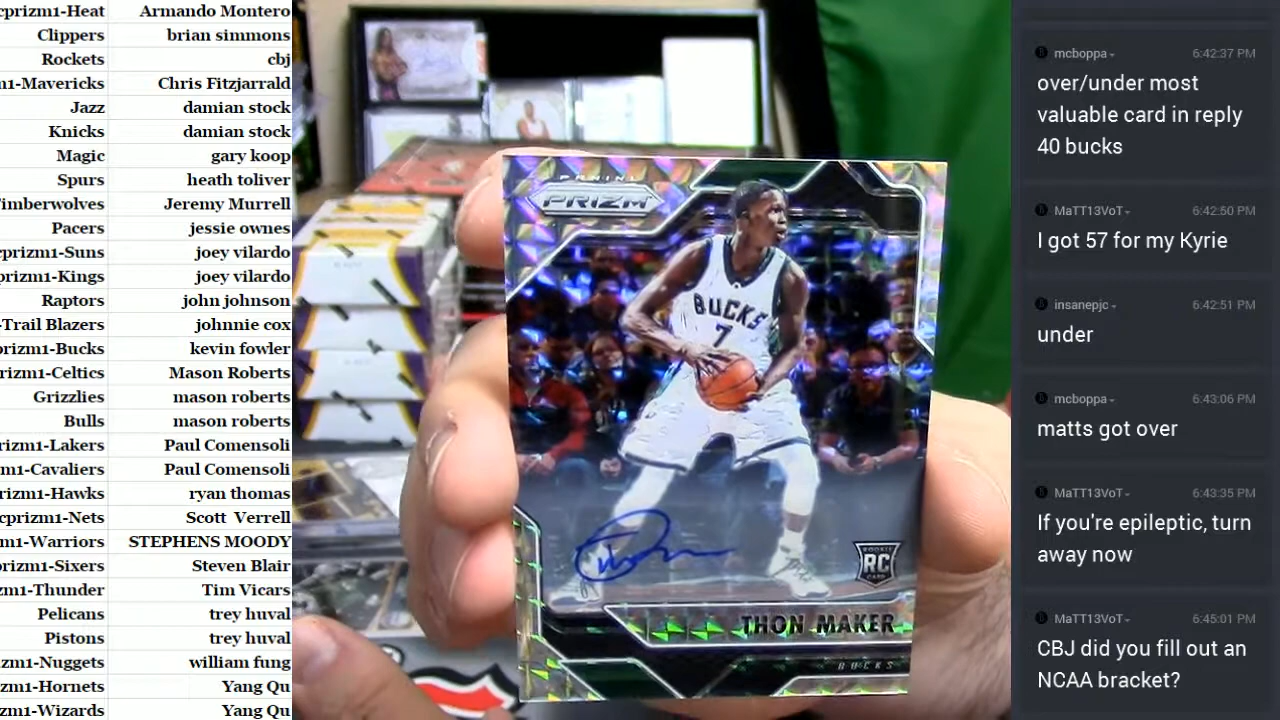 cprizm1-Heat Armando Montero
Clippers brian simmons
Rockets cbj
m1-Mavericks Chris Fitzjarrald
Jazz damian stock
Knicks damian stock
Magic gary koop
Spurs heath toliver
imberwolves Jeremy Murrell
Pacers jessie ownes
cprizm1-Suns joey vilardo
prizm1-Kings joey vilardo
Raptors john johnson
-Trail Blazers johnnie cox
rizm1-Bucks kevin fowler
rizm1-Celtics Mason Roberts
Grizzlies mason roberts
Bulls mason roberts
rizm1-Lakers Paul Comensoli
m1-Cavaliers Paul Comensoli
rizm1-Hawks ryan thomas
cprizm1-Nets Scott Verrell
m1-Warriors STEPHENS MOODY
prizm1-Sixers Steven Blair
zm1-Thunder Tim Vicars
Pelicans trey huval
Pistons trey huval
zm1-Nuggets william fung
zm1-Hornets Yang Qu
m1-Wizards Yang Qu
PANINI
PRIZM
BUCKS
7
ROOKIE
RC
CARD
THON MAKER
BUCKS
mcboppa 6:42:37 PM
over/under most
valuable card in reply
40 bucks
MaTT13VoT 6:42:50 PM
I got 57 for my Kyrie
insanepjc 6:42:51 PM
under
mcboppa 6:43:06 PM
matts got over
MaTT13VoT 6:43:35 PM
If you're epileptic, turn
away now
MaTT13VoT 6:45:01 PM
CBJ did you fill out an
NCAA bracket?